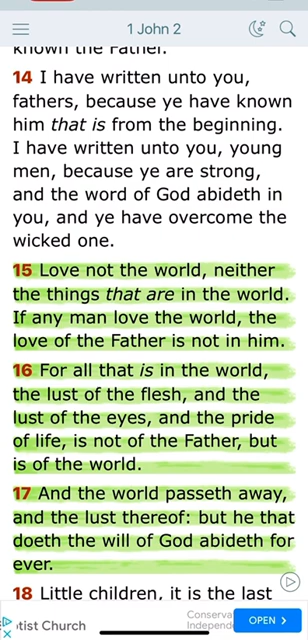 1 John 2
known the Father.
14 I have written unto you,
fathers, because ye have known
him that is from the beginning.
I have written unto you, young
men, because ye are strong,
and the word of God abideth in
you, and ye have overcome the
wicked one.
15 Love not the world, neither
the things that are in the world.
If any man love the world, the
love of the Father is not in him.
16 For all that is in the world,
the lust of the flesh, and the
lust of the eyes, and the pride
of life, is not of the Father, but
is of the world.
17 And the world passeth away,
and the lust thereof: but he that
doeth the will of God abideth for
ever.
18 Little children, it is the last
tist Church
Conserva
Independ
OPEN >